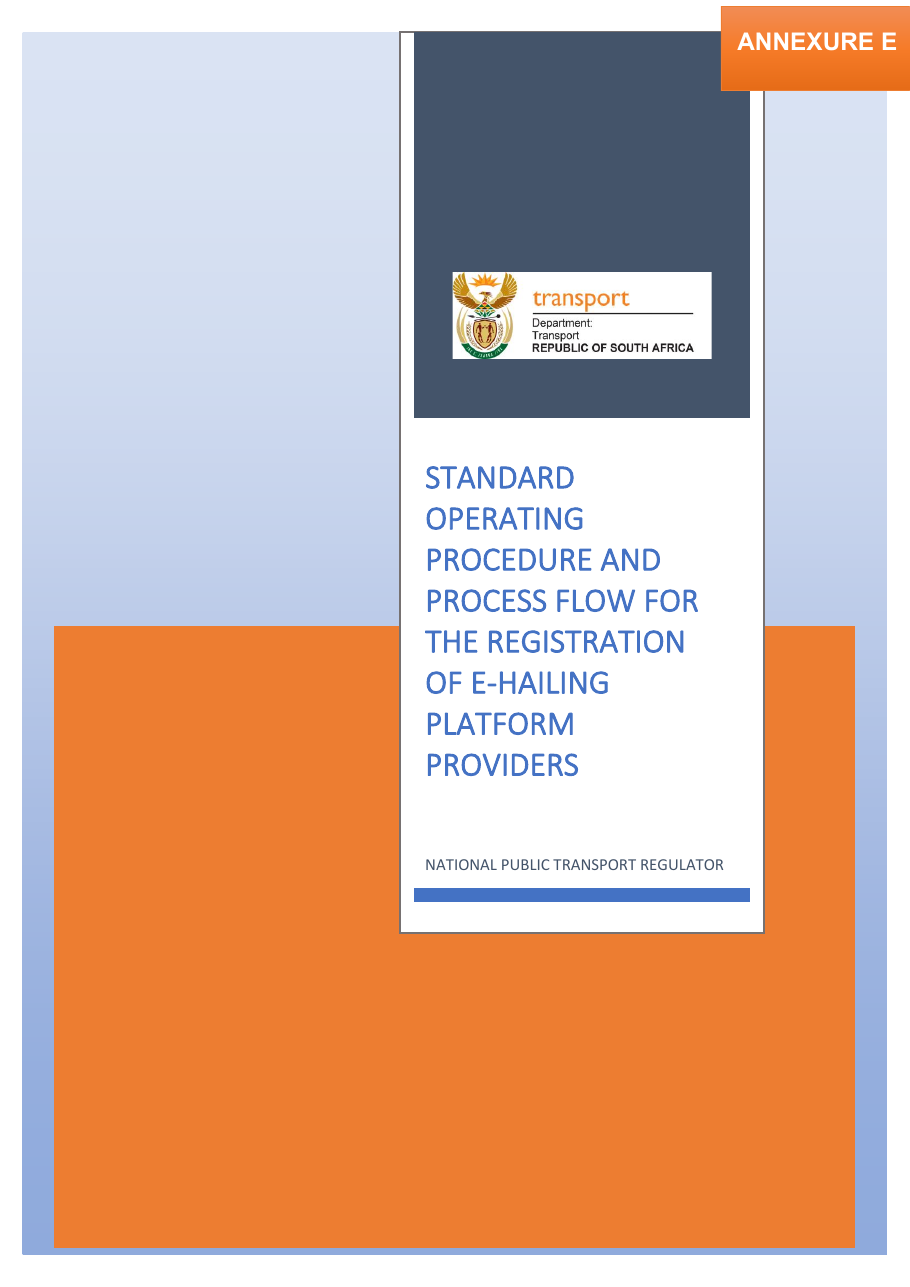 ANNEXURE E
transport
Department:
Transport
REPUBLIC OF SOUTH AFRICA
STANDARD
OPERATING
PROCEDURE AND
PROCESS FLOW FOR
THE REGISTRATION
OF E-HAILING
PLATFORM
PROVIDERS
NATIONAL PUBLIC TRANSPORT REGULATOR